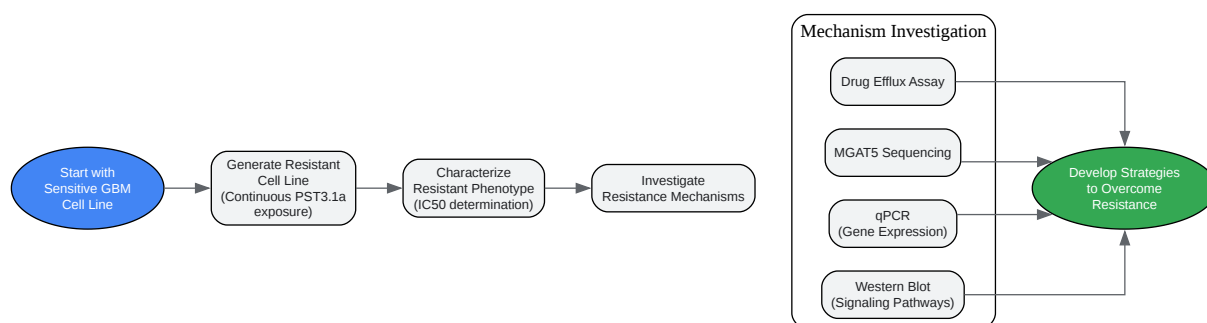 Start with
Sensitive GBM
Cell Line
Generate Resistant
Cell Line
(Continuous PST3.1a
exposure)
Characterize
Resistant Phenotype
(IC50 determination)
Investigate
Resistance Mechanisms
Mechanism Investigation
Drug Efflux Assay
MGAT5 Sequencing
qPCR
(Gene Expression)
Western Blot
(Signaling Pathways)
Develop Strategies
to Overcome
Resistance